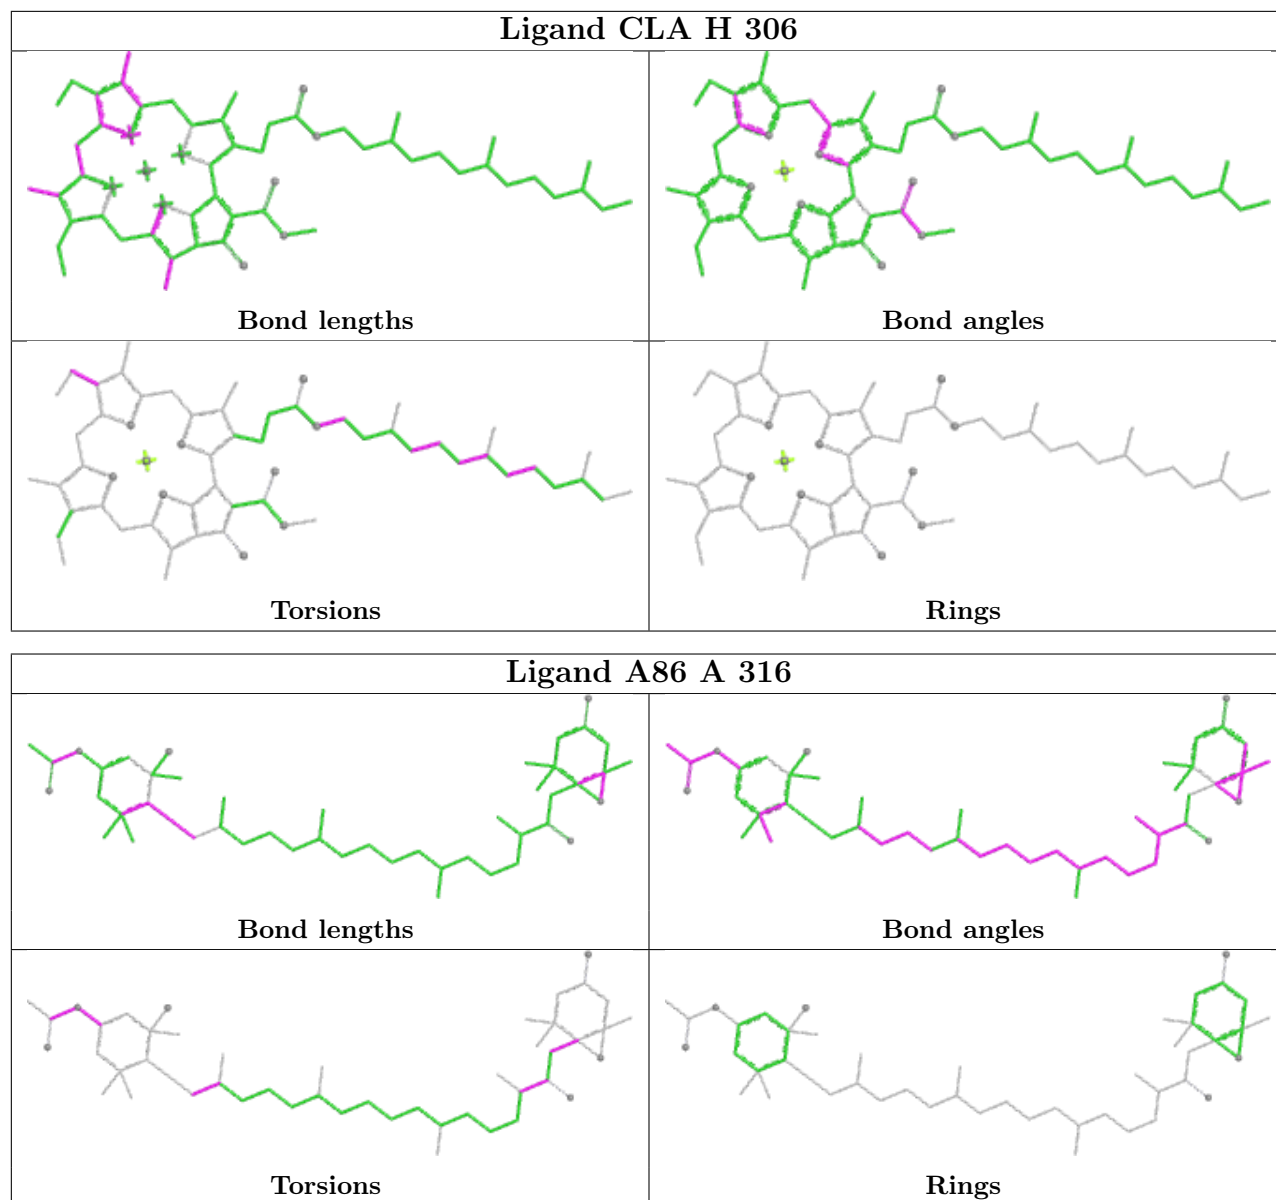 Ligand CLA H 306
Bond lengths
Bond angles
Torsions
Rings
Ligand A86 A 316
Bond lengths
Bond angles
Torsions
Rings